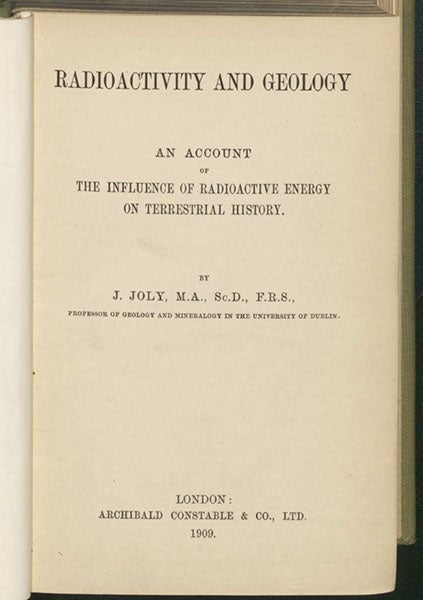 RADIOACTIVITY AND GEOLOGY
AN ACCOUNT
OF
THE INFLUENCE OF RADIOACTIVE ENERGY
ON TERRESTRIAL HISTORY.
BY
J. JOLY, M.A., Sc.D., F.R.S.,
PROFESSOR OF GEOLOGY AND MINERALOGY IN THE UNIVERSITY OF DUBLIN.
LONDON:
ARCHIBALD CONSTABLE & CO., LTD.
1909.